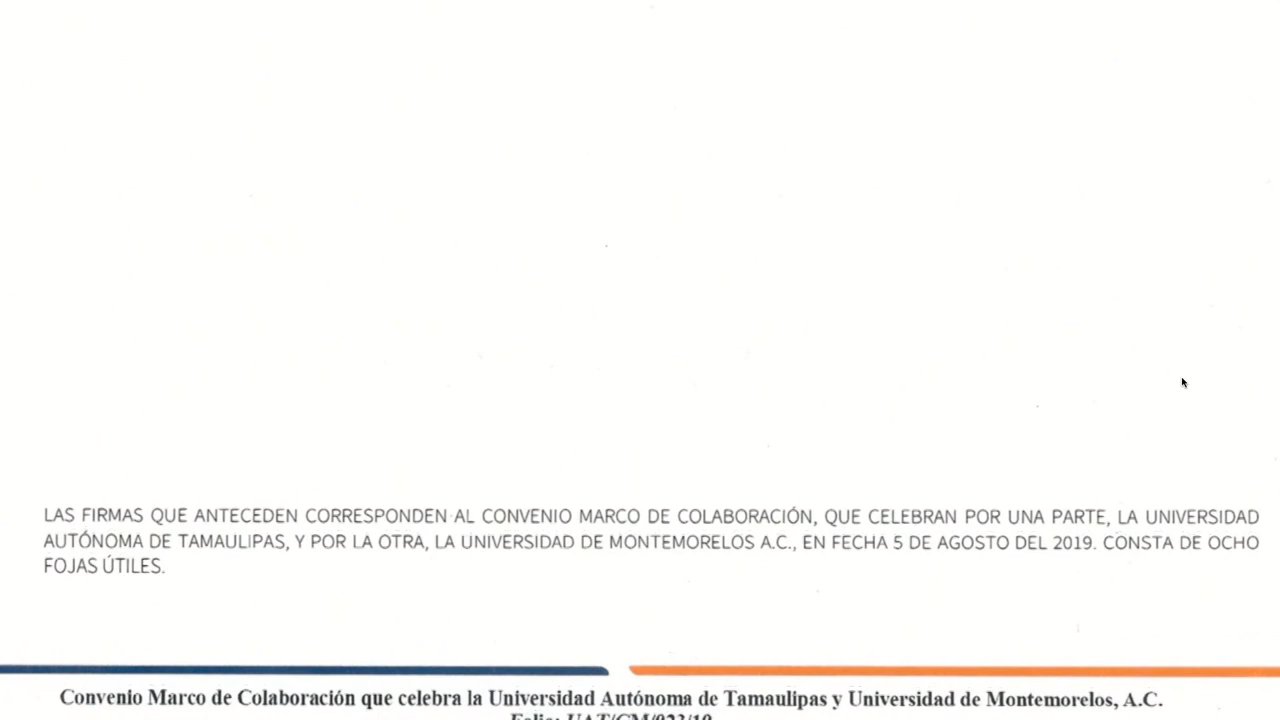 LAS FIRMAS QUE ANTECEDEN CORRESPONDEN AL CONVENIO MARCO DE COLABORACIÓN, QUE CELEBRAN POR UNA PARTE, LA UNIVERSIDAD
AUTÓNOMA DE TAMAULIPAS, Y POR LA OTRA, LA UNIVERSIDAD DE MONTEMORELOS A.C., EN FECHA 5 DE AGOSTO DEL 2019. CONSTA DE OCHO
FOJAS ÚTILES.
Convenio Marco de Colaboración que celebra la Universidad Autónoma de Tamaulipas y Universidad de Montemorelos, A.C.
Folio: